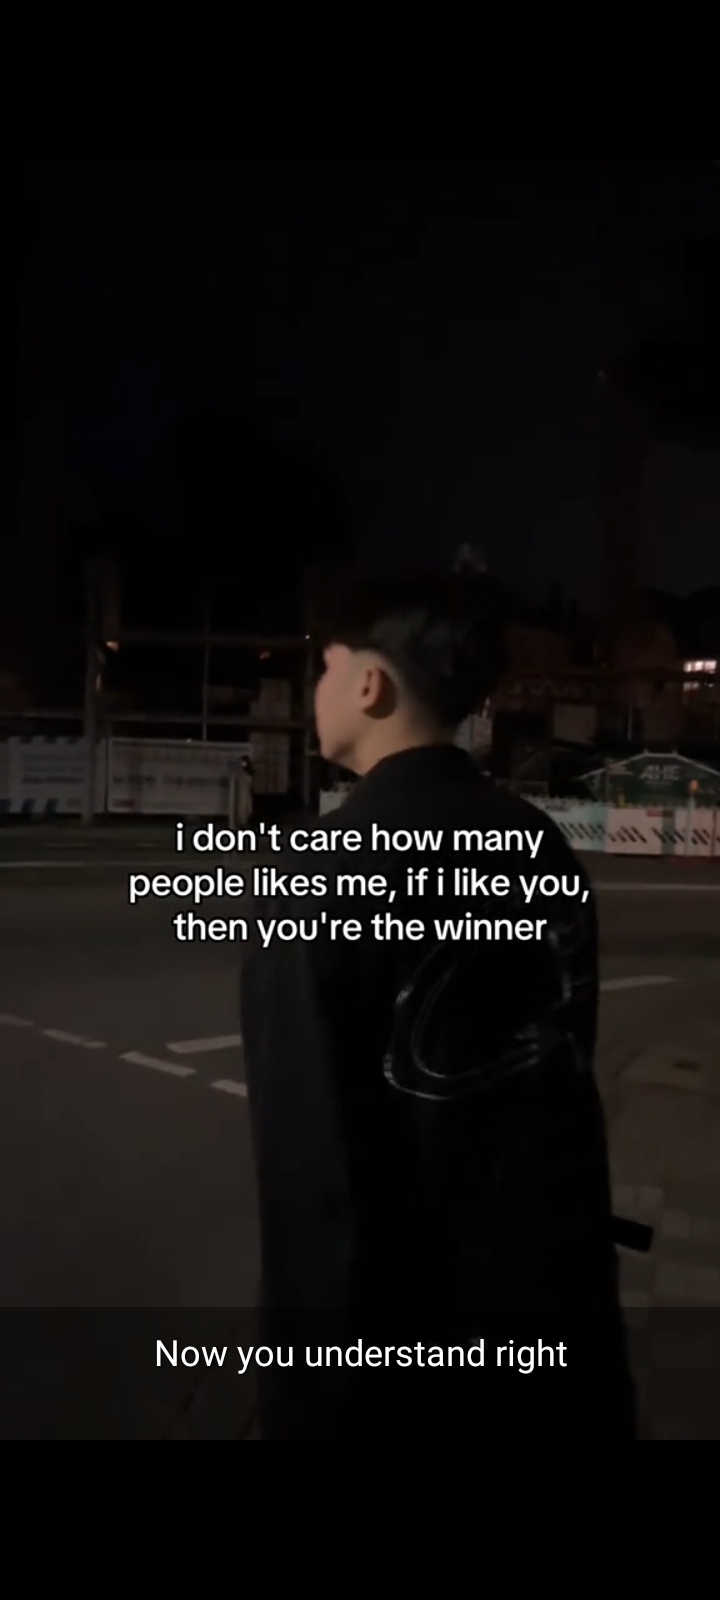 AHE
i don't care how many
people likes me, if i like you,
then you're the winner
Now you understand right